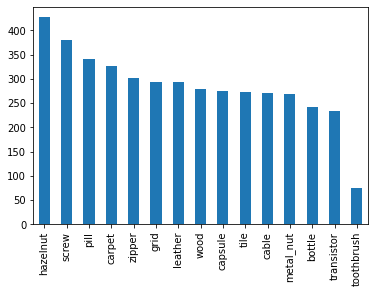 400
350
300
250
200
150
100
50
0
hazelnut
screw
pill
carpet
zipper
grid
leather
wood
capsule
tile
cable
metal_nut
bottle
transistor
toothbrush